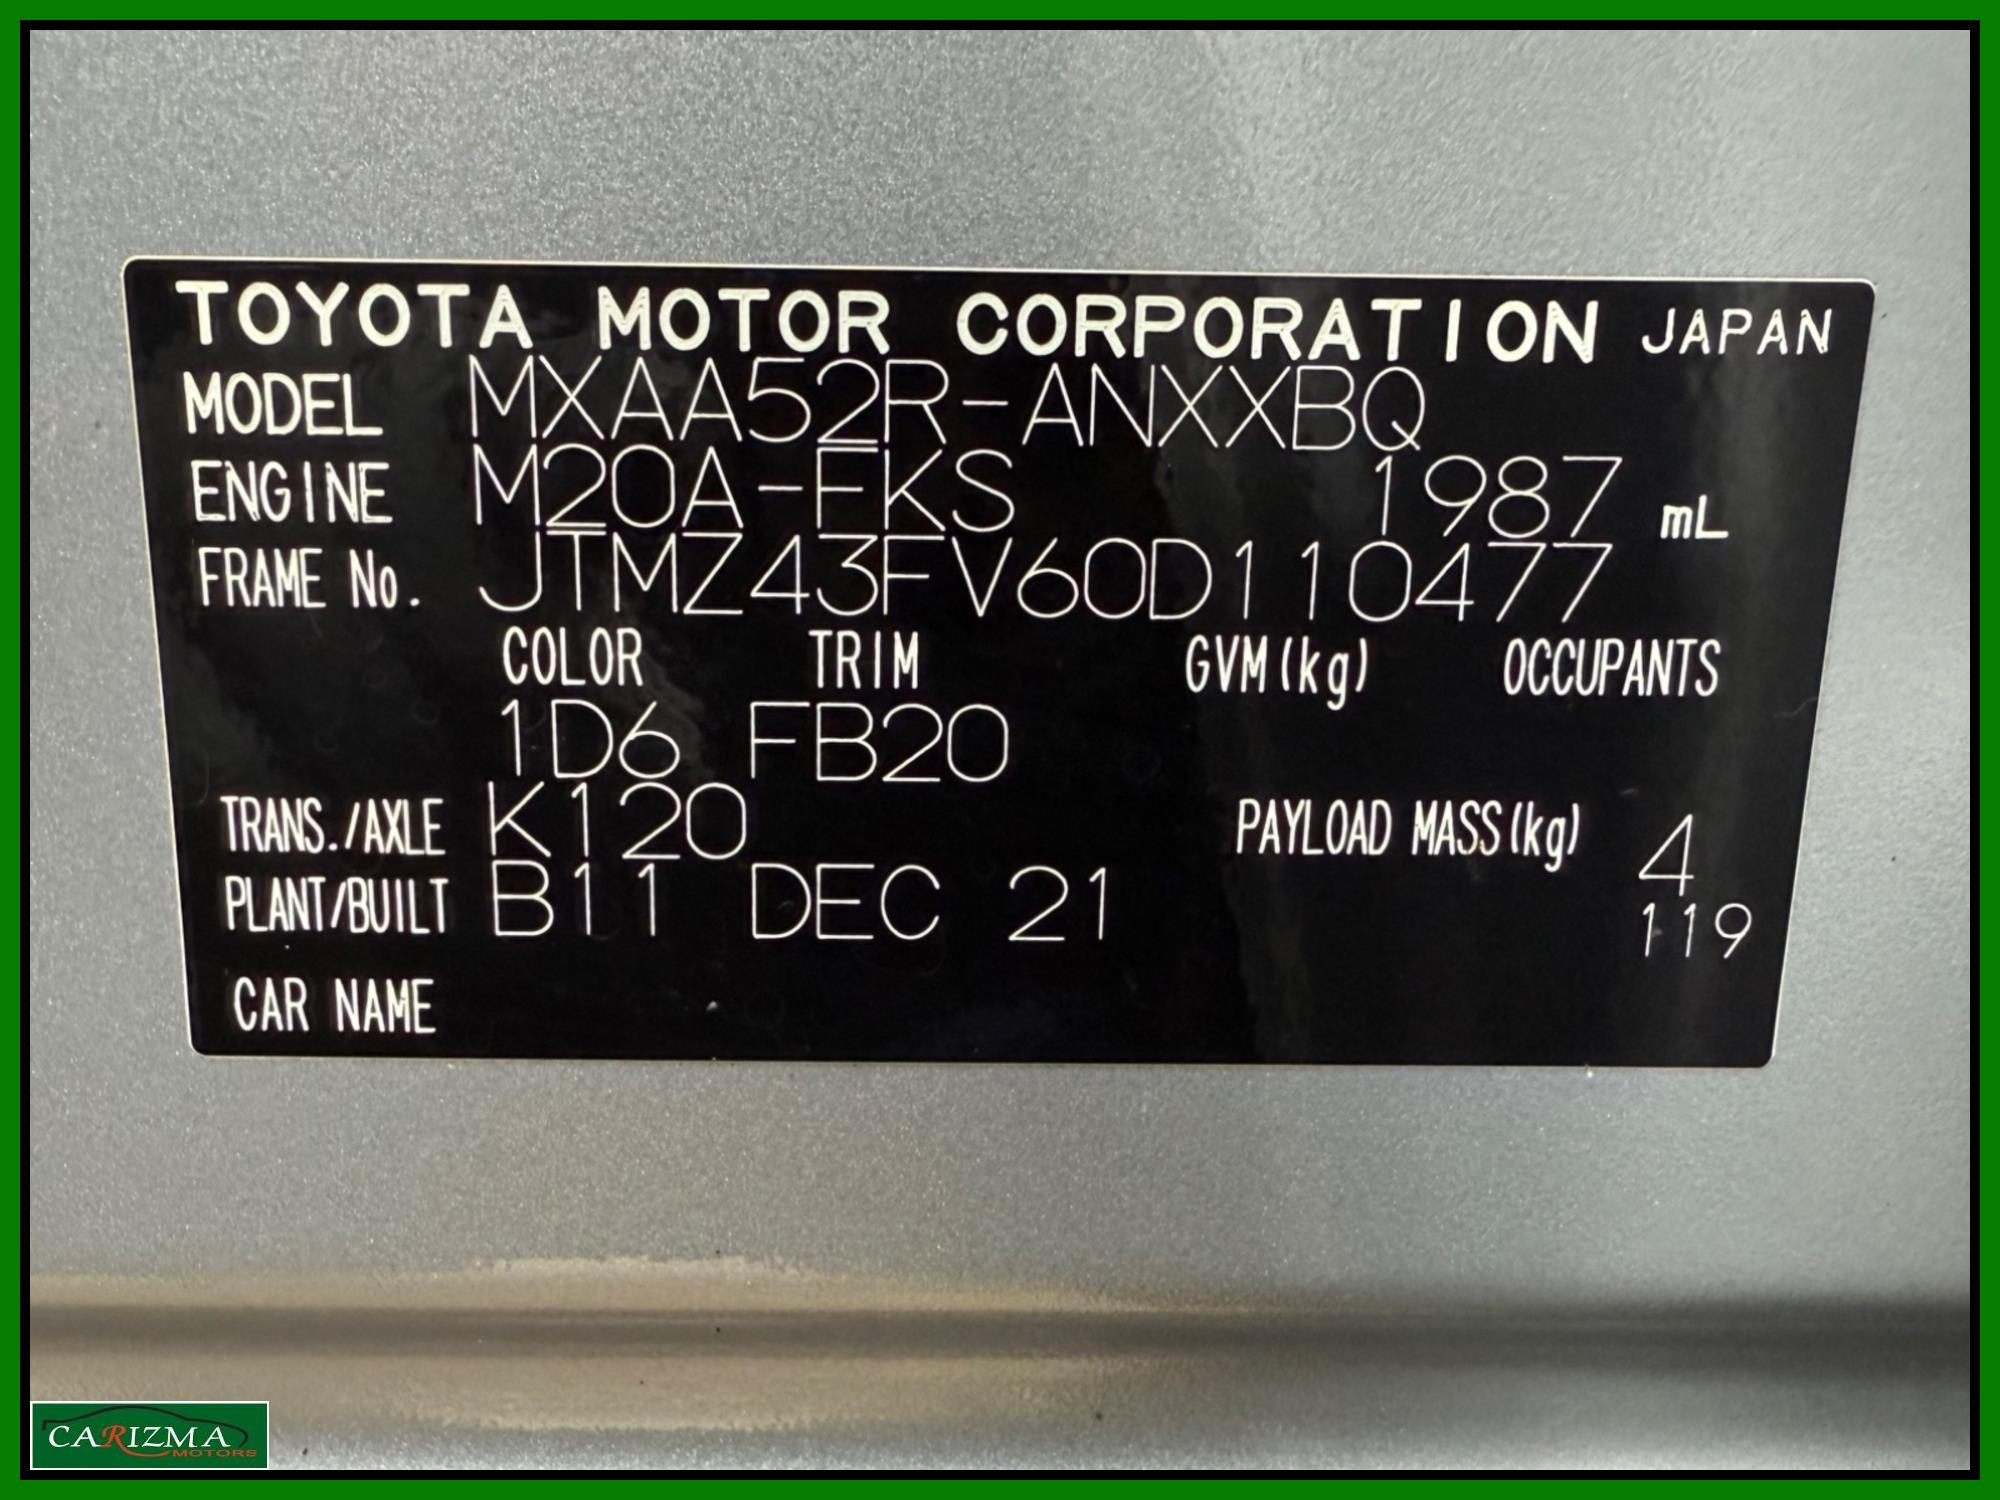 TOYOTA MOTOR CORPORATION JAPAN
MODEL MXAA52R-ANXXBQ
ENGINE M20A-FKS 1987 mL
FRAME No. JTMZ43FV60D110477
COLOR TRIM GVM(kg) OCCUPANTS
1D6 FB20
TRANS./AXLE K120 PAYLOAD MASS(kg) 4
PLANT/BUILT B11 DEC 21 119
CAR NAME
CARIZMA
MOTORS